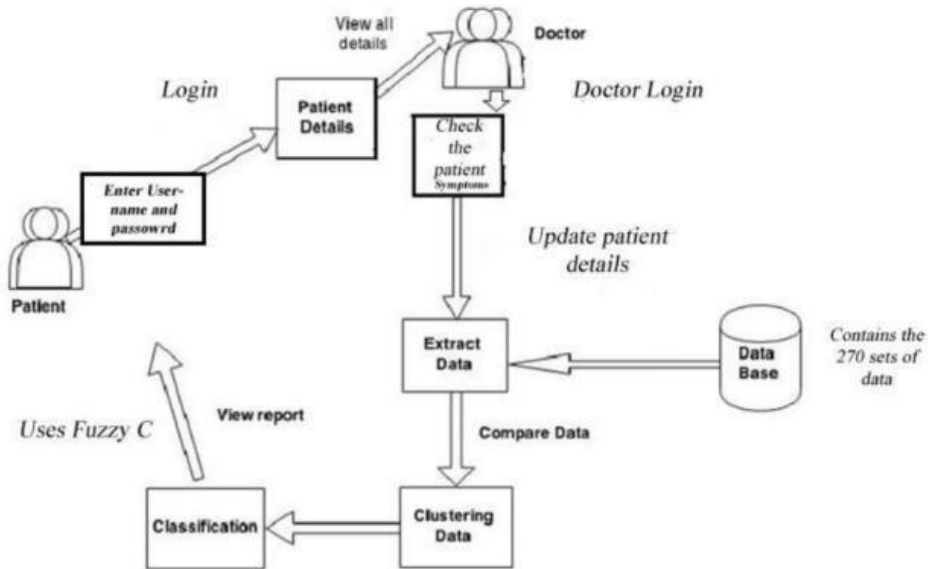 View all
details
Doctor
Login
Patient
Details
Doctor Login
Check
the
patient
Symptoms
Enter User-
name and
passowrd
Patient
Update patient
details
Extract
Data
Data
Base
Contains the
270 sets of
data
View report
Uses Fuzzy C
Compare Data
Classification
Clustering
Data